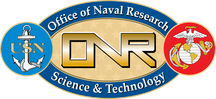 Office of Naval Research
USN
ONR
Science & Technology